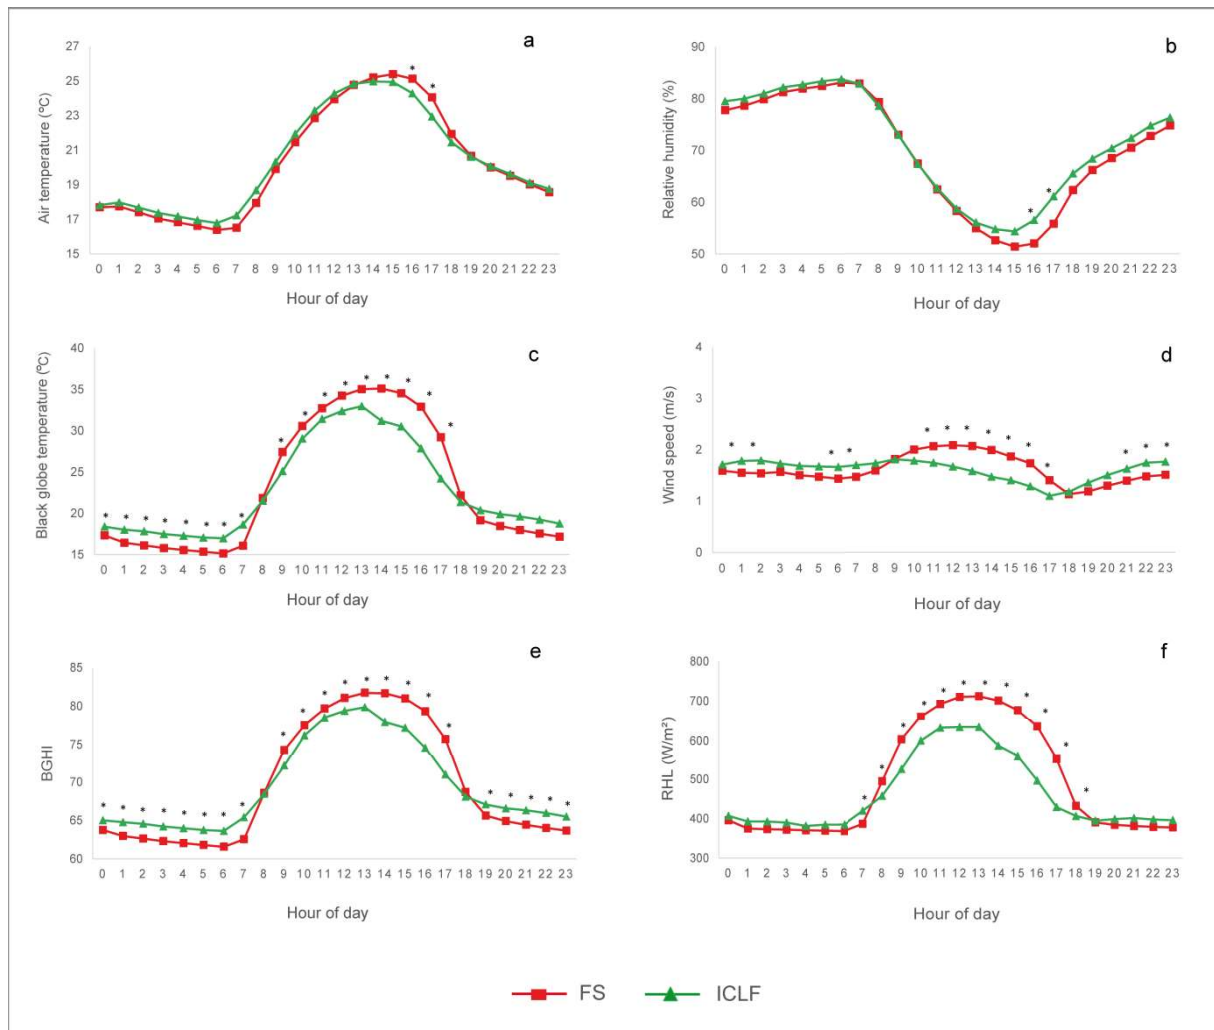 a
27
25
23
21
19
17
15
Air temperature (ºC)
* *
0 1 2 3 4 5 6 7 8 9 10 11 12 13 14 15 16 17 18 19 20 21 22 23
Hour of day
b
90
80
70
60
50
Relative humidity (%)
* *
0 1 2 3 4 5 6 7 8 9 10 11 12 13 14 15 16 17 18 19 20 21 22 23
Hour of day
c
40
35
30
25
20
15
Black globe temperature (ºC)
* * * * * * * * * * * * * * * * * *
0 1 2 3 4 5 6 7 8 9 10 11 12 13 14 15 16 17 18 19 20 21 22 23
Hour of day
d
4
3
2
1
0
Wind speed (m/s)
* * * * * * * * * * * * * *
0 1 2 3 4 5 6 7 8 9 10 11 12 13 14 15 16 17 18 19 20 21 22 23
Hour of day
e
85
80
75
70
65
60
BGHI
* * * * * * * * * * * * * * * * * * * * * *
0 1 2 3 4 5 6 7 8 9 10 11 12 13 14 15 16 17 18 19 20 21 22 23
Hour of day
f
800
700
600
500
400
300
RHL (W/m²)
* * * * * * * * * * * *
0 1 2 3 4 5 6 7 8 9 10 11 12 13 14 15 16 17 18 19 20 21 22 23
Hour of day
FS ICLF